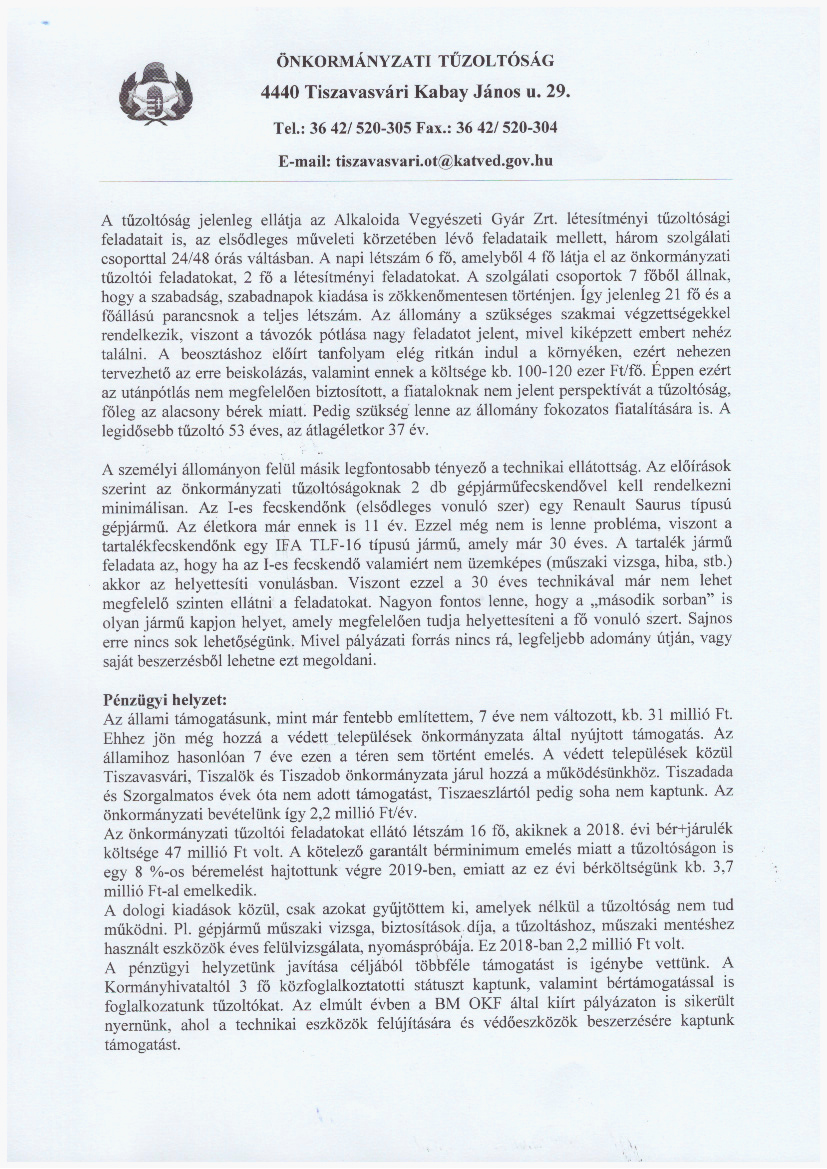 ÖNKORMÁNYZATI TŰZOLTÓSÁG
4440 Tiszavasvári Kabay János u. 29.
Tel.: 36 42/ 520-305 Fax.: 36 42/ 520-304
E-mail: tiszavasvari.ot@katved.gov.hu
A tűzoltóság jelenleg ellátja az Alkaloida Vegyészeti Gyár Zrt. létesítményi tűzoltósági
feladatait is, az elsődleges műveleti körzetében lévő feladataik mellett, három szolgálati
csoporttal 24/48 órás váltásban. A napi létszám 6 fő, amelyből 4 fő látja el az önkormányzati
tűzoltói feladatokat, 2 fő a létesítményi feladatokat. A szolgálati csoportok 7 főből állnak,
hogy a szabadság, szabadnapok kiadása is zökkenőmentesen történjen. Így jelenleg 21 fő és a
főállású parancsnok a teljes létszám. Az állomány a szükséges szakmai végzettségekkel
rendelkezik, viszont a távozók pótlása nagy feladatot jelent, mivel kiképzett embert nehéz
találni. A beosztáshoz előírt tanfolyam elég ritkán indul a környéken, ezért nehezen
tervezhető az erre beiskolázás, valamint ennek a költsége kb. 100-120 ezer Ft/fő. Éppen ezért
az utánpótlás nem megfelelően biztosított, a fiataloknak nem jelent perspektívát a tűzoltóság,
főleg az alacsony bérek miatt. Pedig szükség lenne az állomány fokozatos fiatalítására is. A
legidősebb tűzoltó 53 éves, az átlagéletkor 37 év.
A személyi állományon felül másik legfontosabb tényező a technikai ellátottság. Az előírások
szerint az önkormányzati tűzoltóságoknak 2 db gépjárműfecskendővel kell rendelkezni
minimálisan. Az I-es fecskendőnk (elsődleges vonuló szer) egy Renault Saurus típusú
gépjármű. Az életkora már ennek is 11 év. Ezzel még nem is lenne probléma, viszont a
tartalékfecskendőnk egy IFA TLF-16 típusú jármű, amely már 30 éves. A tartalék jármű
feladata az, hogy ha az I-es fecskendő valamiért nem üzemképes (műszaki vizsga, hiba, stb.)
akkor az helyettesíti vonulásban. Viszont ezzel a 30 éves technikával már nem lehet
megfelelő szinten ellátni a feladatokat. Nagyon fontos lenne, hogy a „második sorban” is
olyan jármű kapjon helyet, amely megfelelően tudja helyettesíteni a fő vonuló szert. Sajnos
erre nincs sok lehetőségünk. Mivel pályázati forrás nincs rá, legfeljebb adomány útján, vagy
saját beszerzésből lehetne ezt megoldani.
Pénzügyi helyzet:
Az állami támogatásunk, mint már fentebb említettem, 7 éve nem változott, kb. 31 millió Ft.
Ehhez jön még hozzá a védett települések önkormányzata által nyújtott támogatás. Az
államihoz hasonlóan 7 éve ezen a téren sem történt emelés. A védett települések közül
Tiszavasvári, Tiszalök és Tiszadob önkormányzata járul hozzá a működésünkhöz. Tiszadada
és Szorgalmatos évek óta nem adott támogatást, Tiszaeszlártól pedig soha nem kaptunk. Az
önkormányzati bevételünk így 2,2 millió Ft/év.
Az önkormányzati tűzoltói feladatokat ellátó létszám 16 fő, akiknek a 2018. évi bér+járulék
költsége 47 millió Ft volt. A kötelező garantált bérminimum emelés miatt a tűzoltóságon is
egy 8 %-os béremelést hajtottunk végre 2019-ben, emiatt az ez évi bérköltségünk kb. 3,7
millió Ft-al emelkedik.
A dologi kiadások közül, csak azokat gyűjtöttem ki, amelyek nélkül a tűzoltóság nem tud
működni. Pl. gépjármű műszaki vizsga, biztosítások díja, a tűzoltáshoz, műszaki mentéshez
használt eszközök éves felülvizsgálata, nyomáspróbája. Ez 2018-ban 2,2 millió Ft volt.
A pénzügyi helyzetünk javítása céljából többféle támogatást is igénybe vettünk. A
Kormányhivataltól 3 fő közfoglalkoztatotti státuszt kaptunk, valamint bértámogatással is
foglalkozatunk tűzoltókat. Az elmúlt évben a BM OKF által kiírt pályázaton is sikerült
nyernünk, ahol a technikai eszközök felújítására és védőeszközök beszerzésére kaptunk
támogatást.